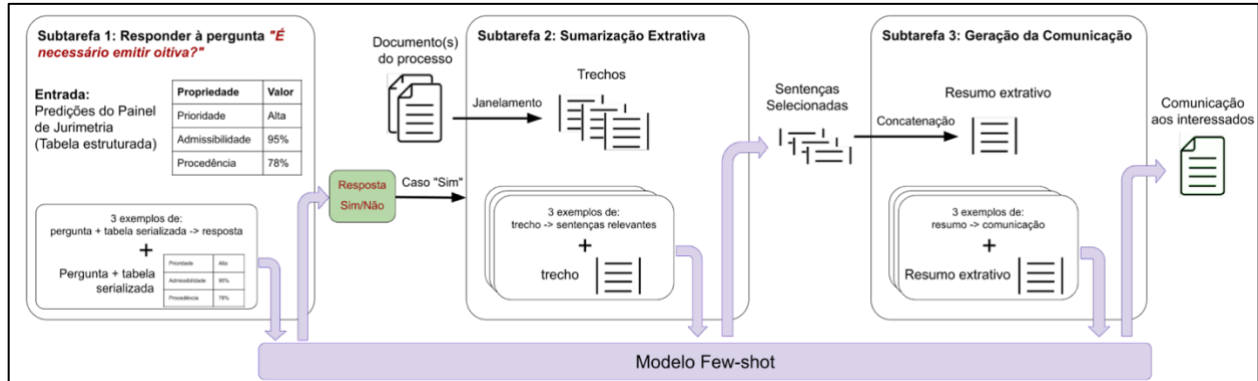 Subtarefa 1: Responder à pergunta "É
necessário emitir oitiva?"
Entrada:
Predições do Painel
de Jurimetria
(Tabela estruturada)
Propriedade Valor
Prioridade Alta
Admissibilidade 95%
Procedência 78%
3 exemplos de:
pergunta + tabela serializada -> resposta
+
Pergunta + tabela
serializada
Prioridade Alta
Admissibilidade 95%
Procedência 78%
Resposta
Sim/Não
Caso "Sim"
Documento(s)
do processo
Janelamento
Subtarefa 2: Sumarização Extrativa
Trechos
3 exemplos de:
trecho -> sentenças relevantes
+
trecho
Sentenças
Selecionadas
Concatenação
Subtarefa 3: Geração da Comunicação
Resumo extrativo
3 exemplos de:
resumo -> comunicação
+
Resumo extrativo
Comunicação
aos interessados
Modelo Few-shot